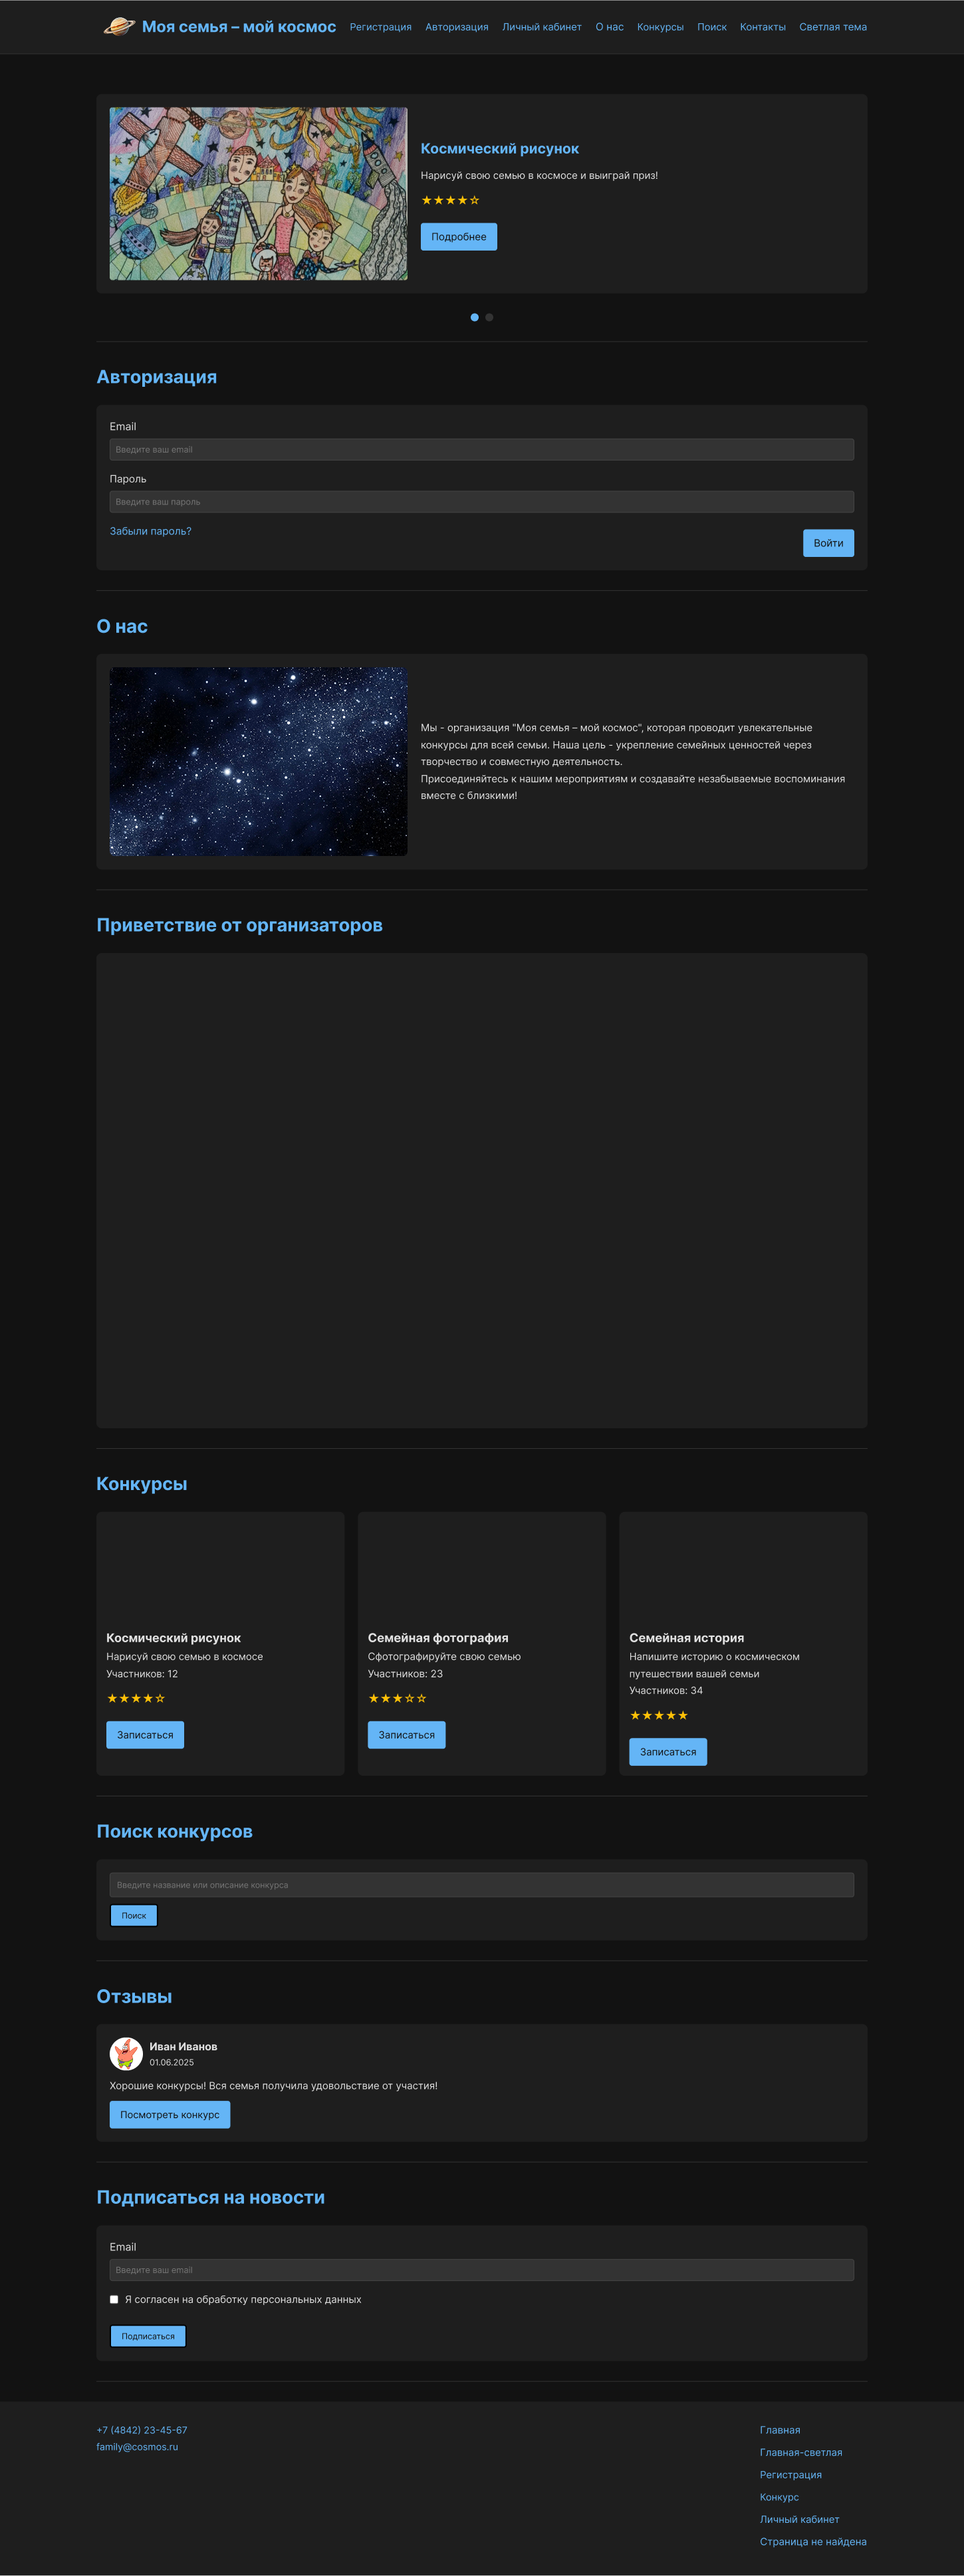 Моя семья – мой космос
Регистрация Авторизация Личный кабинет О нас Конкурсы Поиск Контакты Светлая тема
Космический рисунок
Нарисуй свою семью в космосе и выиграй приз!
★★★★☆
Подробнее
Авторизация
Email
Введите ваш email
Пароль
Введите ваш пароль
Забыли пароль?
Войти
О нас
Мы - организация "Моя семья – мой космос", которая проводит увлекательные
конкурсы для всей семьи. Наша цель - укрепление семейных ценностей через
творчество и совместную деятельность.
Присоединяйтесь к нашим мероприятиям и создавайте незабываемые воспоминания
вместе с близкими!
Приветствие от организаторов
Конкурсы
Космический рисунок
Нарисуй свою семью в космосе
Участников: 12
★★★★☆
Записаться
Семейная фотография
Сфотографируйте свою семью
Участников: 23
★★★☆☆
Записаться
Семейная история
Напишите историю о космическом
путешествии вашей семьи
Участников: 34
★★★★★
Записаться
Поиск конкурсов
Введите название или описание конкурса
Поиск
Отзывы
Иван Иванов
01.06.2025
Хорошие конкурсы! Вся семья получила удовольствие от участия!
Посмотреть конкурс
Подписаться на новости
Email
Введите ваш email
Я согласен на обработку персональных данных
Подписаться
+7 (4842) 23-45-67
family@cosmos.ru
Главная
Главная-светлая
Регистрация
Конкурс
Личный кабинет
Страница не найдена